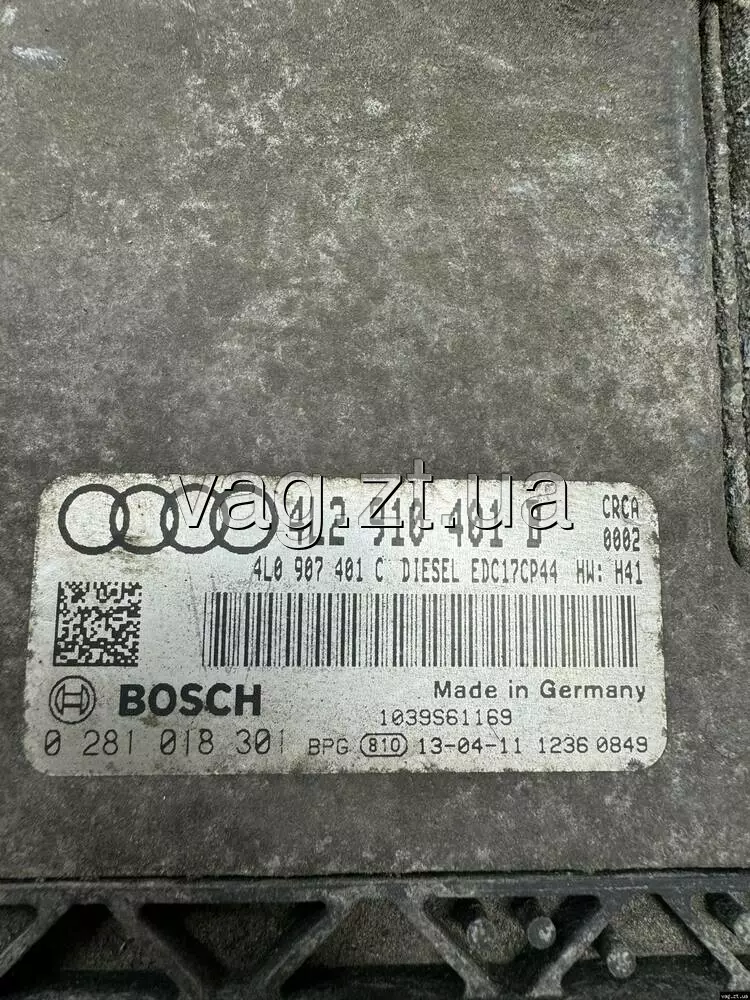 vag.zt.ua
CRCA
0002
4L0 907 401 C DIESEL EDC17CP44 HW: H41
BOSCH
Made in Germany
1039S61169
0 281 018 301 BPG 810 13-04-11 1236 0849
vag.zt.ua